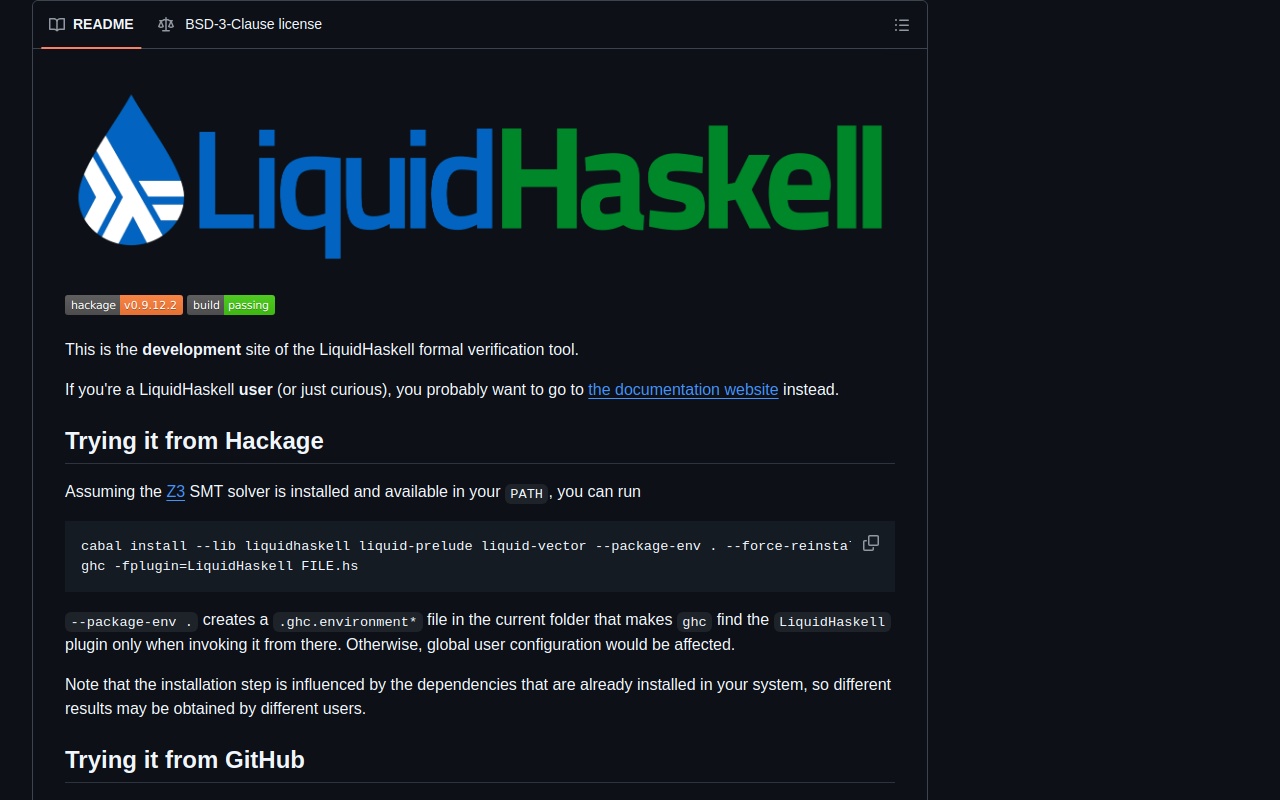 README BSD-3-Clause license
LiquidHaskell
hackage v0.9.12.2 build passing
This is the development site of the LiquidHaskell formal verification tool.
If you're a LiquidHaskell user (or just curious), you probably want to go to the documentation website instead.
Trying it from Hackage
Assuming the Z3 SMT solver is installed and available in your PATH, you can run
cabal install --lib liquidhaskell liquid-prelude liquid-vector --package-env . --force-reinsta
ghc -fplugin=LiquidHaskell FILE.hs
--package-env . creates a .ghc.environment* file in the current folder that makes ghc find the LiquidHaskell
plugin only when invoking it from there. Otherwise, global user configuration would be affected.
Note that the installation step is influenced by the dependencies that are already installed in your system, so different
results may be obtained by different users.
Trying it from GitHub